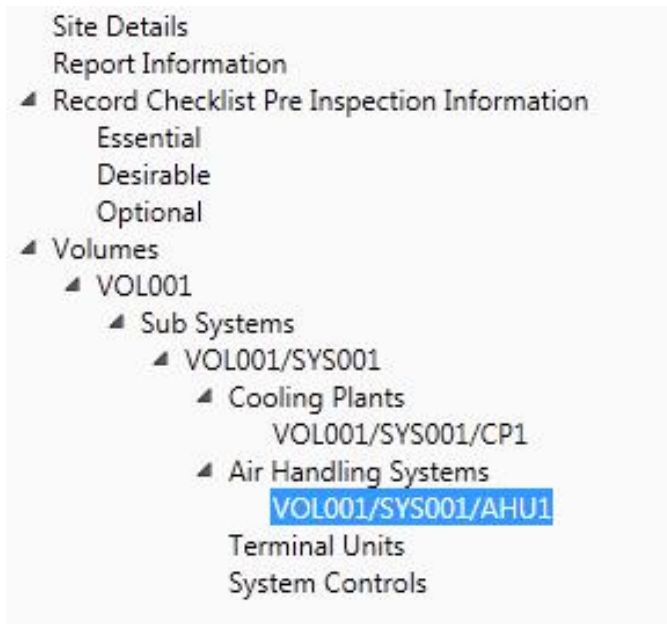 Site Details
Report Information
Record Checklist Pre Inspection Information
Essential
Desirable
Optional
Volumes
VOL001
Sub Systems
VOL001/SYS001
Cooling Plants
VOL001/SYS001/CP1
Air Handling Systems
VOL001/SYS001/AHU1
Terminal Units
System Controls